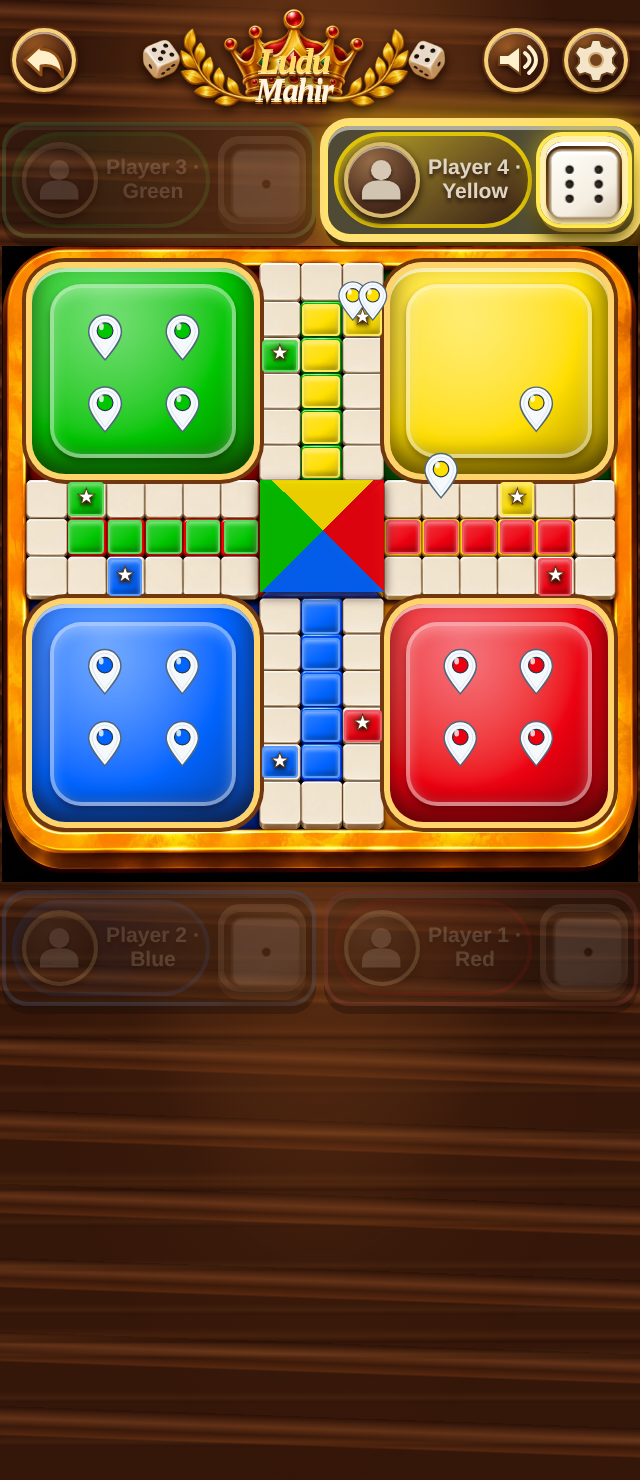 Ludu
Mahir
Player 3 ·
Green
Player 4 ·
Yellow
Player 2 ·
Blue
Player 1 ·
Red